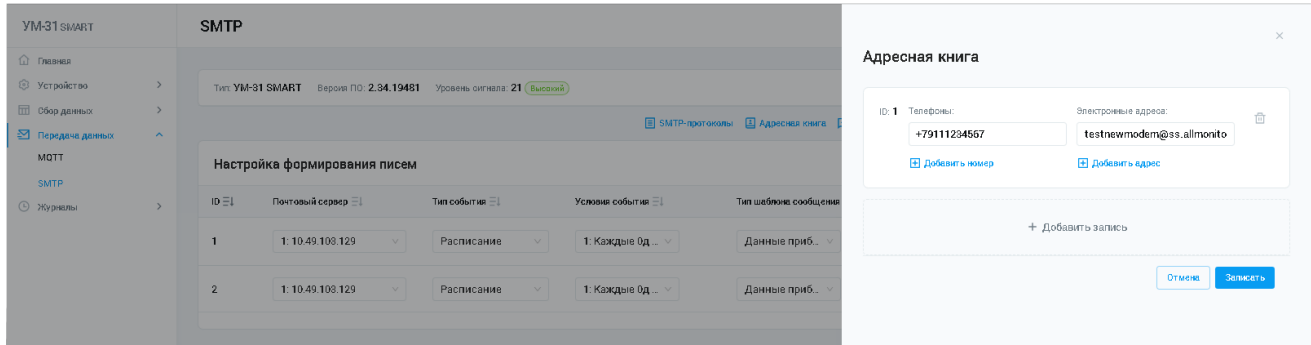 УМ-31 SMART
Главная
Устройство
Сбор данных
Передача данных
MQTT
SMTP
Журналы
SMTP
Тип: УМ-31 SMART Версия ПО: 2.34.19481 Уровень сигнала: 21 Высокий
SMTP-протоколы Адресная книга
Настройка формирования писем
ID Почтовый сервер Тип события Условия события Тип шаблона сообщения
1 1: 10.49.103.129 Расписание 1: Каждые 0д ... Данные приб...
2 1: 10.49.103.129 Расписание 1: Каждые 0д ... Данные приб...
Адресная книга
ID: 1 Телефоны: Электронные адреса:
+79111234567 testnewmodem@ss.allmonito
Добавить номер Добавить адрес
+ Добавить запись
Отмена Записать